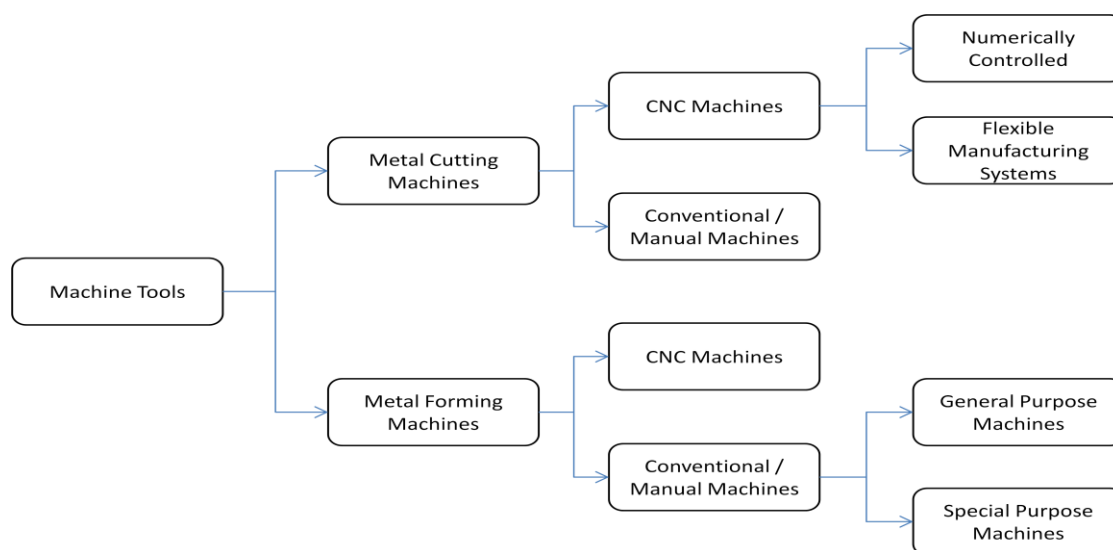 Numerically
Controlled
CNC Machines
Flexible
Manufacturing
Systems
Metal Cutting
Machines
Conventional /
Manual Machines
Machine Tools
CNC Machines
Metal Forming
Machines
General Purpose
Machines
Conventional /
Manual Machines
Special Purpose
Machines